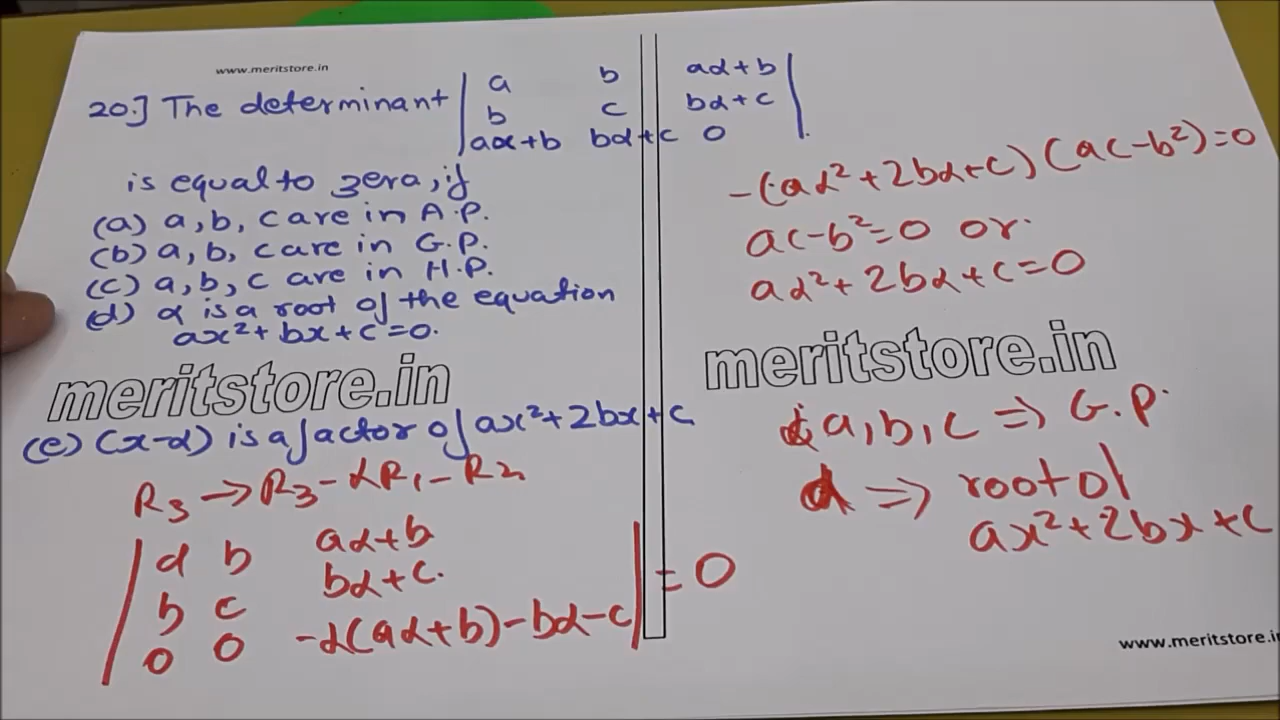 www.meritstore.in
20.] The determinant | a b aα+b |
| b c bα+c |
| aα+b bα+c 0 |
is equal to zera, if
(a) a, b, c are in A.P.
(b) a, b, c are in G.P.
(c) a, b, c are in H.P.
(d) α is a root of the equation
ax²+bx+c=0.
meritstore.in
(e) (x-α) is a factor of ax²+2bx+c
R₃ → R₃-αR₁-R₂
| a b aα+b |
| b c bα+c. | = 0
| 0 0 -α(aα+b)-bα-c |
-(aα²+2bα+c)(ac-b²)=0
ac-b²=0 or
aα²+2bα+c=0
meritstore.in
a, b, c ⇒ G.P.
α ⇒ root of
ax²+2bx+c
www.meritstore.in